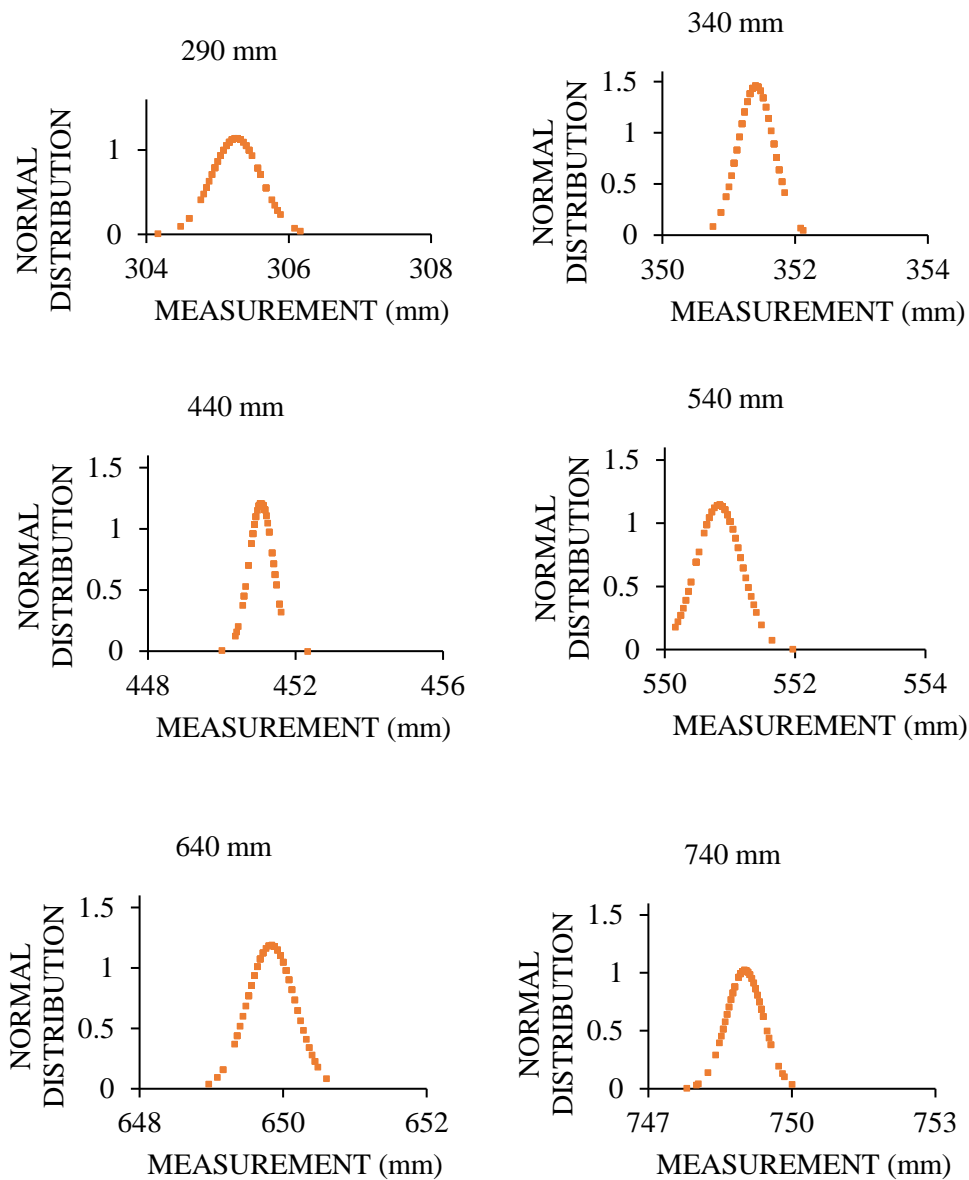 290 mm
NORMAL
DISTRIBUTION
1
0
304
306
308
MEASUREMENT (mm)
340 mm
NORMAL
DISTRIBUTION
1.5
1
0.5
0
350
352
354
MEASUREMENT (mm)
440 mm
NORMAL
DISTRIBUTION
1.5
1
0.5
0
448
452
456
MEASUREMENT (mm)
540 mm
NORMAL
DISTRIBUTION
1.5
1
0.5
0
550
552
554
MEASUREMENT (mm)
640 mm
NORMAL
DISTRIBUTION
1.5
1
0.5
0
648
650
652
MEASUREMENT (mm)
740 mm
NORMAL
DISTRIBUTION
1.5
1
0.5
0
747
750
753
MEASUREMENT (mm)